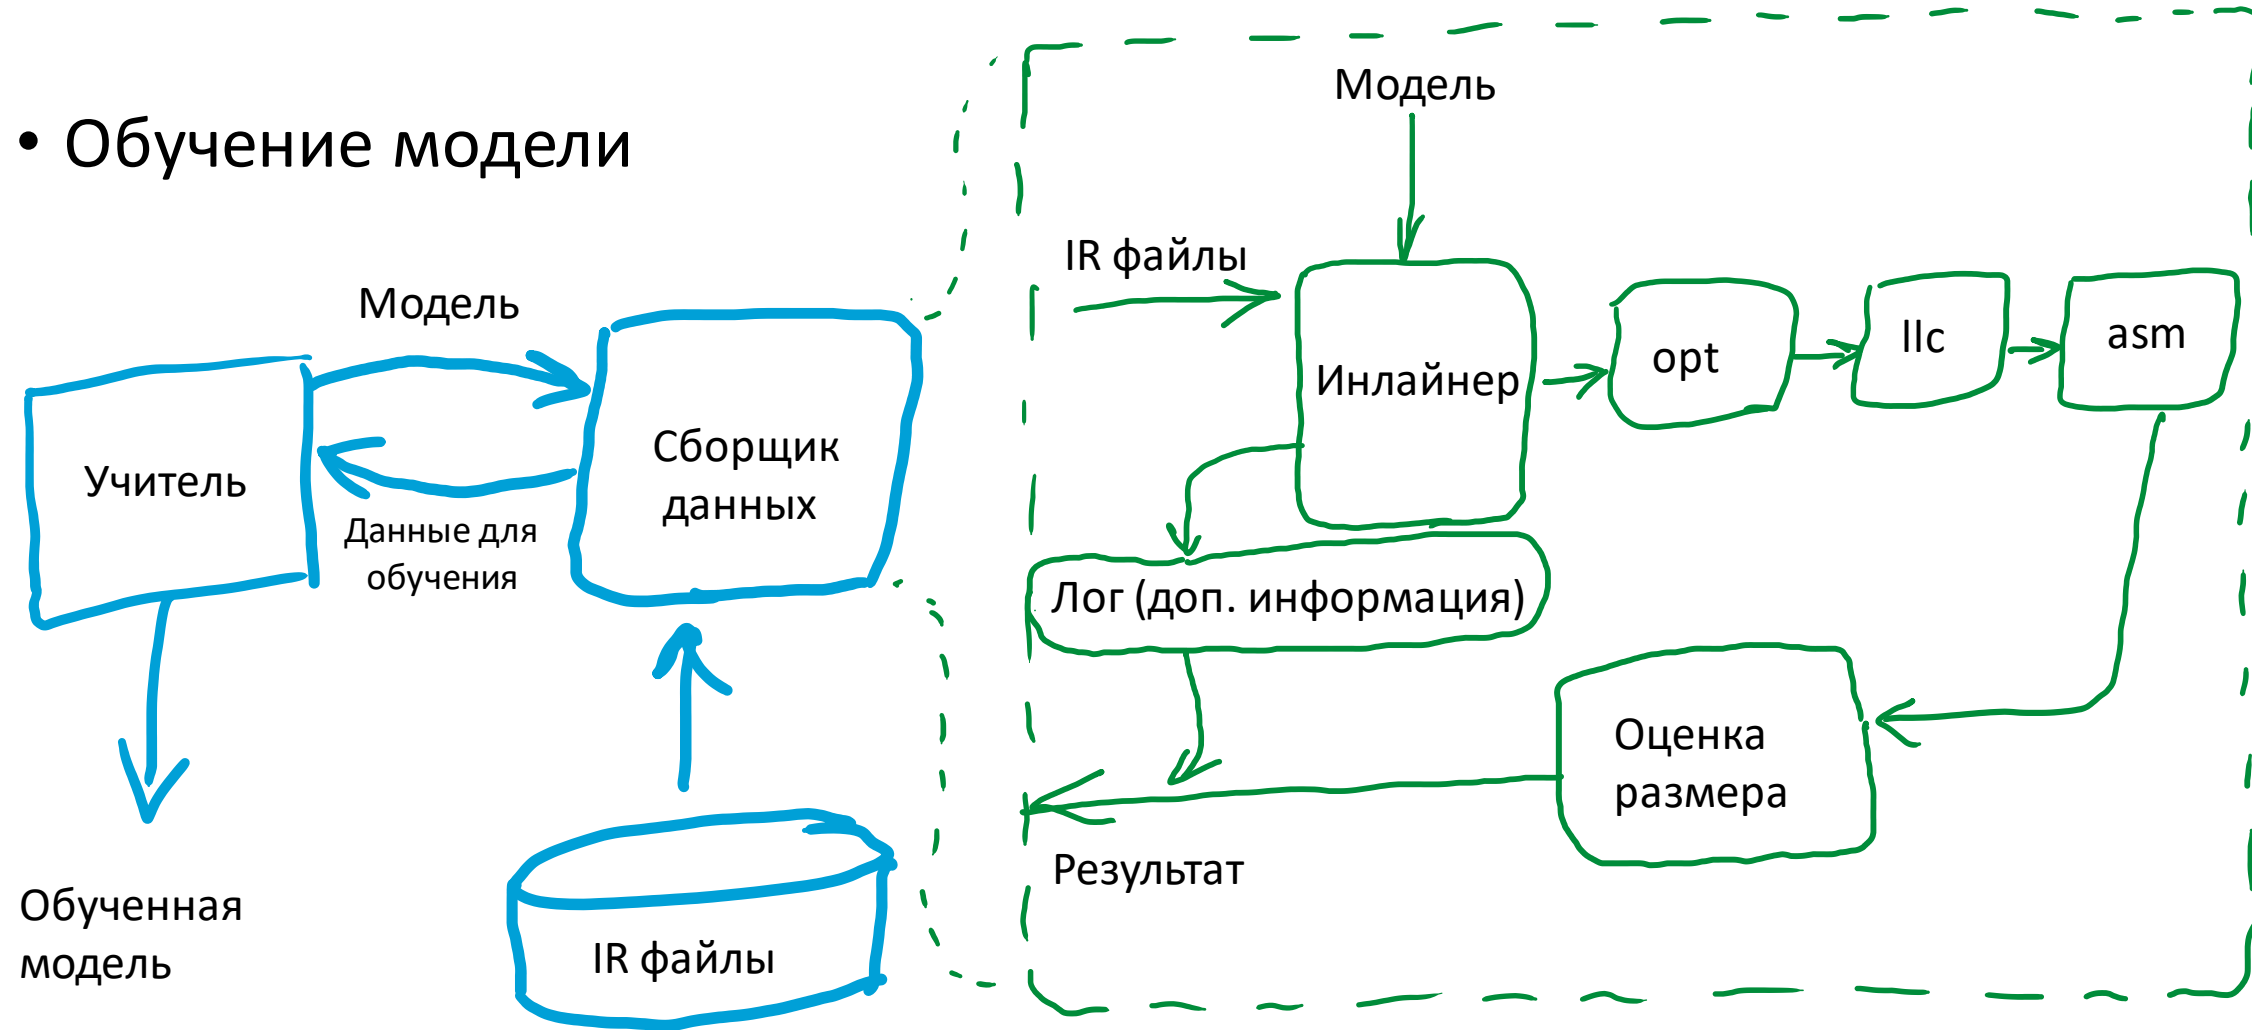 • Обучение модели
Модель
Учитель
Сборщик
данных
Данные для
обучения
Обученная
модель
IR файлы
Модель
IR файлы
Инлайнер
opt
llc
asm
Лог (доп. информация)
Оценка
размера
Результат